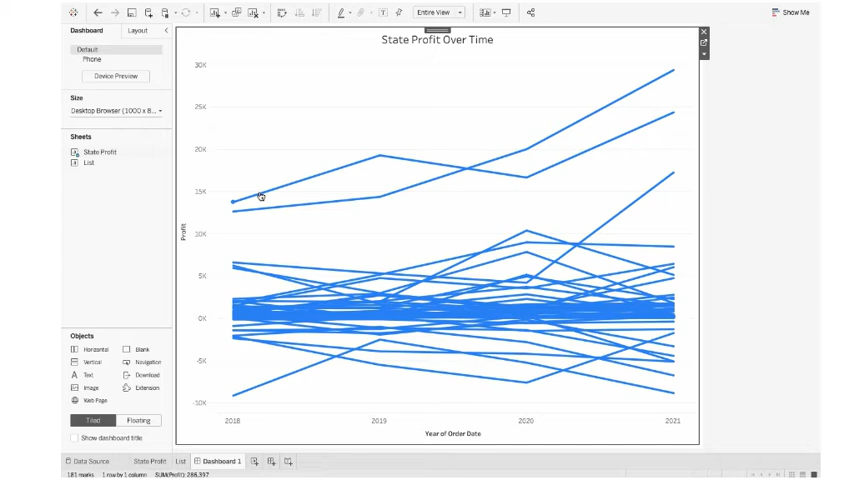 Entire View
Show Me
Dashboard
Layout
Default
Phone
Device Preview
Size
Desktop Browser (1000 x 8...
Sheets
State Profit
List
Objects
Horizontal
Blank
Vertical
Navigation
Text
Download
Image
Extension
Web Page
Tiled
Floating
Show dashboard title
State Profit Over Time
30K
25K
20K
15K
10K
5K
0K
-5K
-10K
Profit
2018
2019
2020
2021
Year of Order Date
Data Source
State Profit
List
Dashboard 1
181 marks
1 row by 1 column
SUM(Profit): 286,397